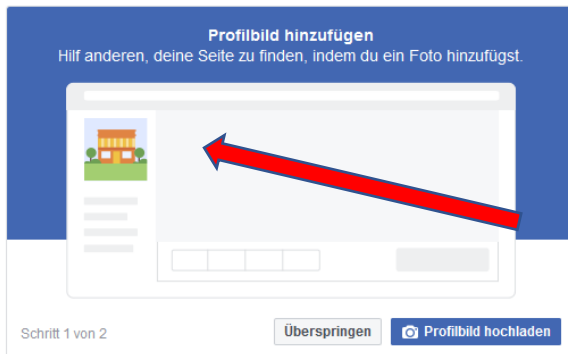 Profilbild hinzufügen
Hilf anderen, deine Seite zu finden, indem du ein Foto hinzufügst.
Schritt 1 von 2
Überspringen
Profilbild hochladen